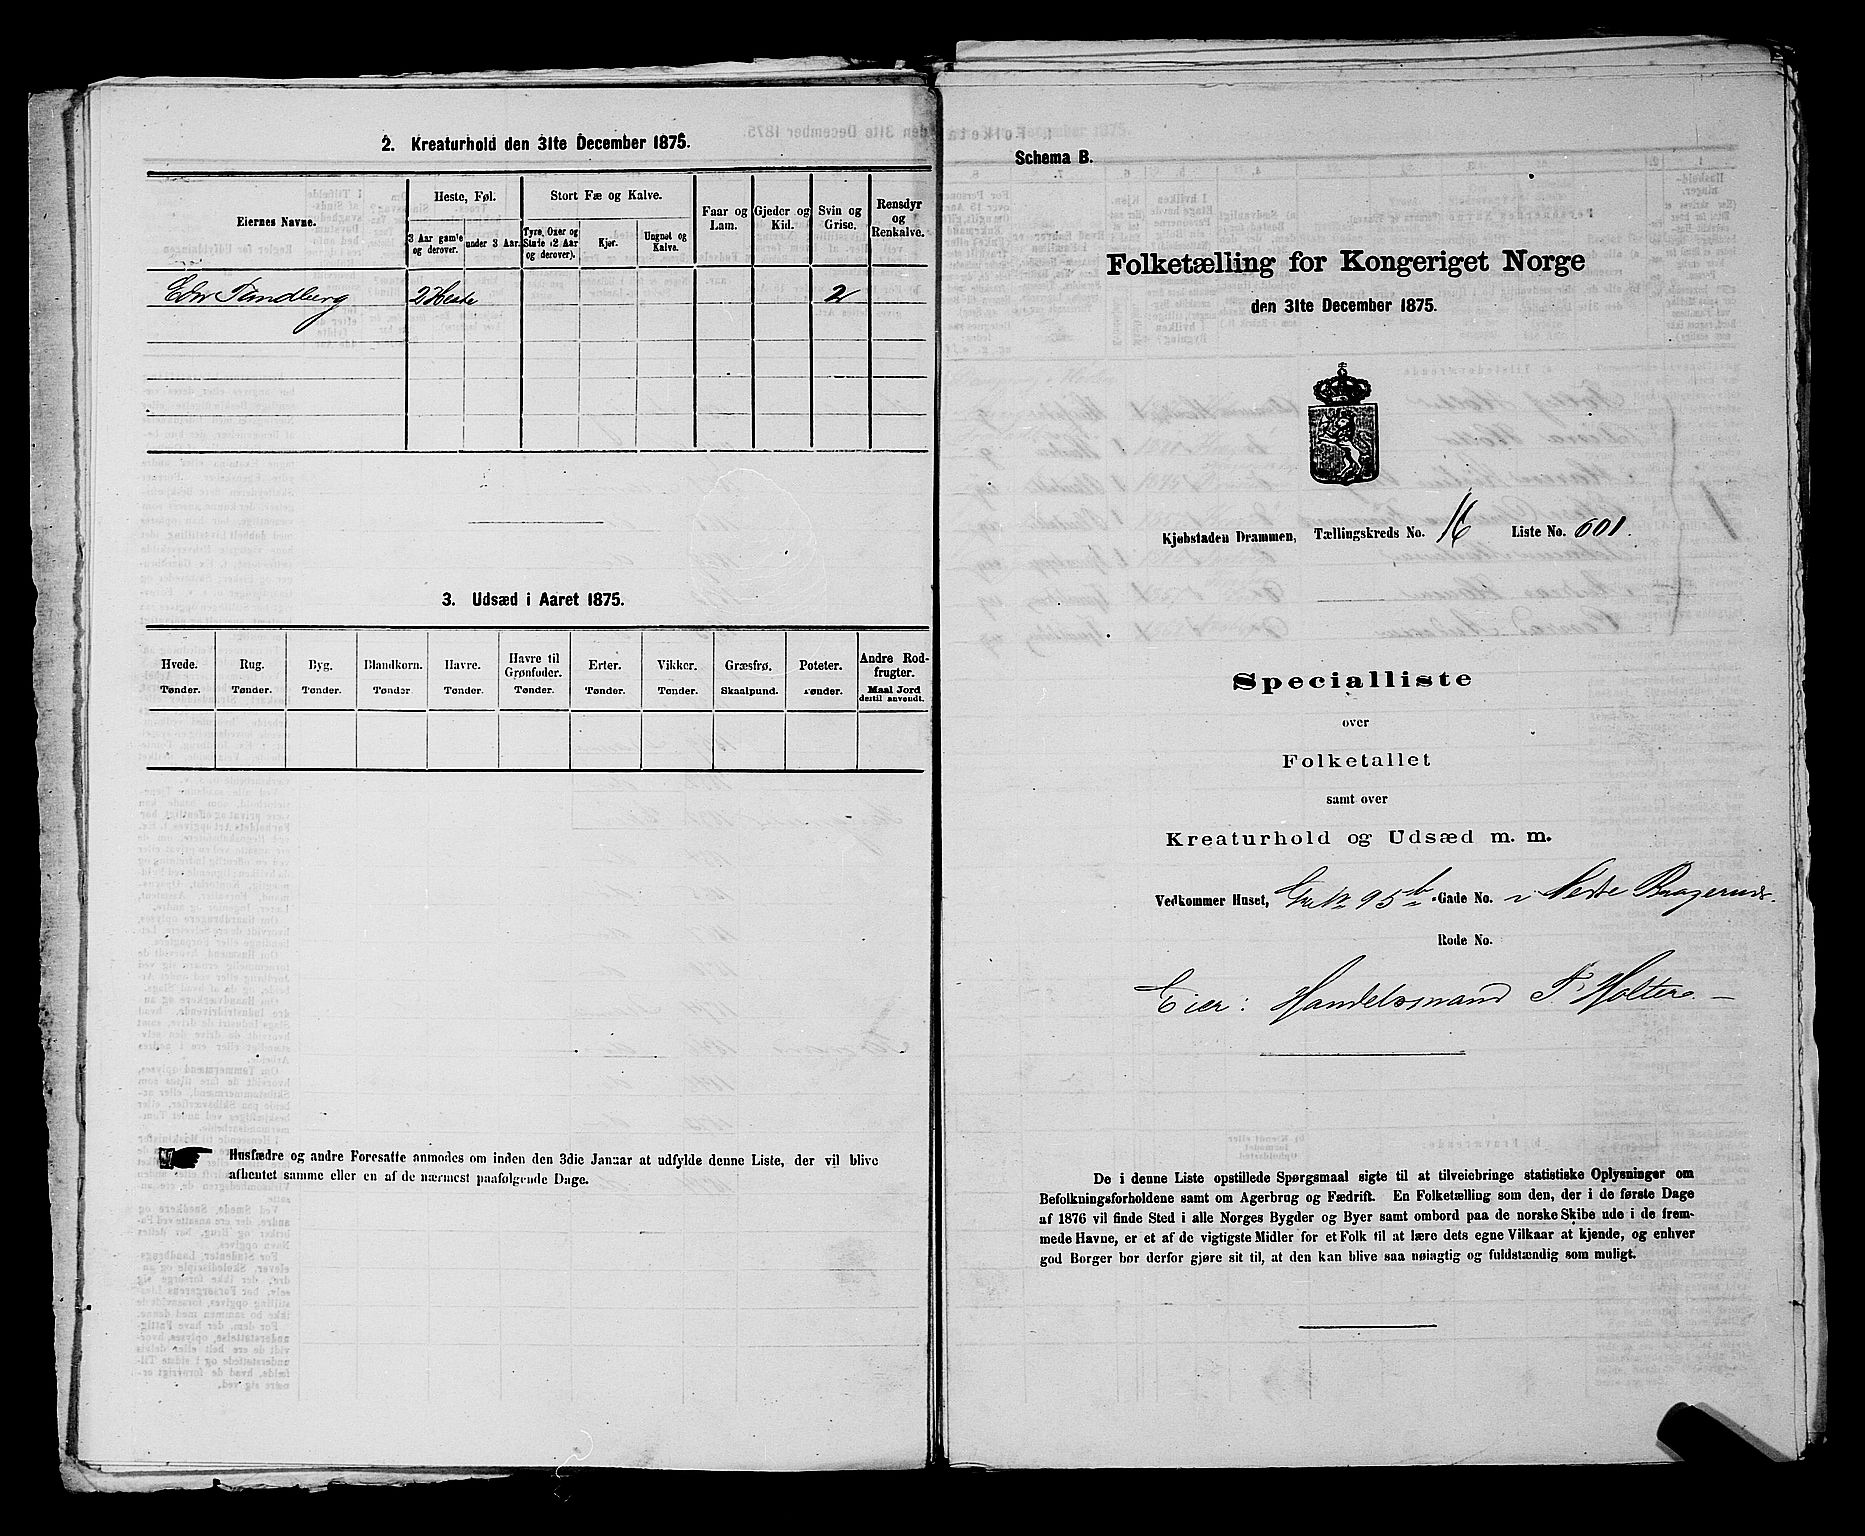 2. Kreaturhold den 31te December 1875.
Eiernes Navne.
Heste, Føl.
3 Aar gamle og derover.
under 3 Aar.
Stort Fæ og Kalve.
Tyre, Oxer og Stude (2 Aar og derover).
Kjør.
Ungnøt og Kalve.
Faar og Lam.
Gjeder og Kid.
Svin og Grise.
Rensdyr og Renkalve.
Tandberg 2 Heste 2
3. Udsæd i Aaret 1875.
Hvede. Tønder.
Rug. Tønder.
Byg. Tønder.
Blandkorn. Tønder
Havre. Tønder.
Havre til Grønfoder. Tønder.
Erter. Tønder.
Vikker. Tønder.
Græsfrø. Skaalpund.
Poteter. Tønder.
Andre Rodfrugter. Maal Jord dertil anvendt.
Husfædre og andre Foresatte anmodes om inden den 3die Januar at udfylde denne Liste, der vil blive
afhentet samme eller en af de nærmest paafølgende Dage.
Schema B.
Folketælling for Kongeriget Norge
den 31te December 1875.
Kjøbstaden Drammen, Tællingskreds No. 16 Liste No. 601.
Specialliste
over
Folketallet
samt over
Kreaturhold og Udsæd m. m.
Vedkommer Huset, Gr No 95 b Gade No. Nedre Bragernæs.
Rode No.
Eier: Handelsmand T. Holter. —
De i denne Liste opstillede Spørgsmaal sigte til at tilveiebringe statistiske Oplysninger om
Befolkningsforholdene samt om Agerbrug og Fædrift. En Folketælling som den, der i de første Dage
af 1876 vil finde Sted i alle Norges Bygder og Byer samt ombord paa de norske Skibe ude i de frem-
mede Havne, er et af de vigtigste Midler for et Folk til at lære dets egne Vilkaar at kjende, og enhver
god Borger bør derfor gjøre sit til, at den kan blive saa nøiagtig og fuldstændig som muligt.